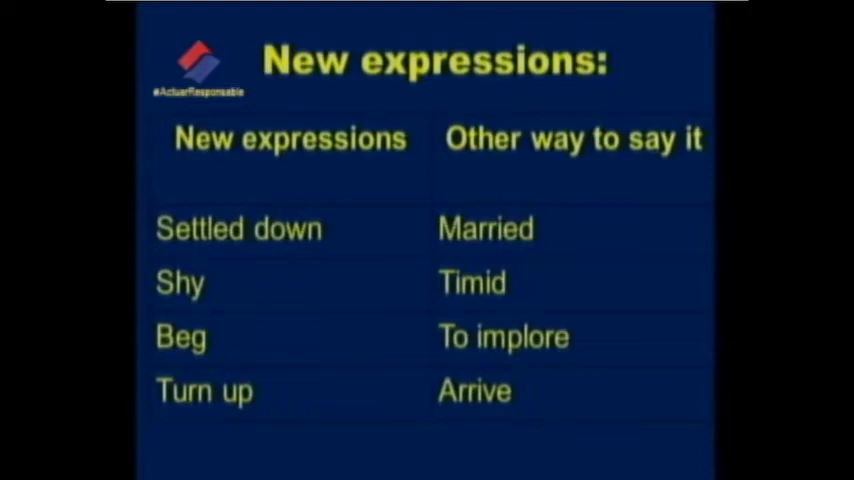 New expressions:
#ActuarResponsable
New expressions Other way to say it
Settled down Married
Shy Timid
Beg To implore
Turn up Arrive